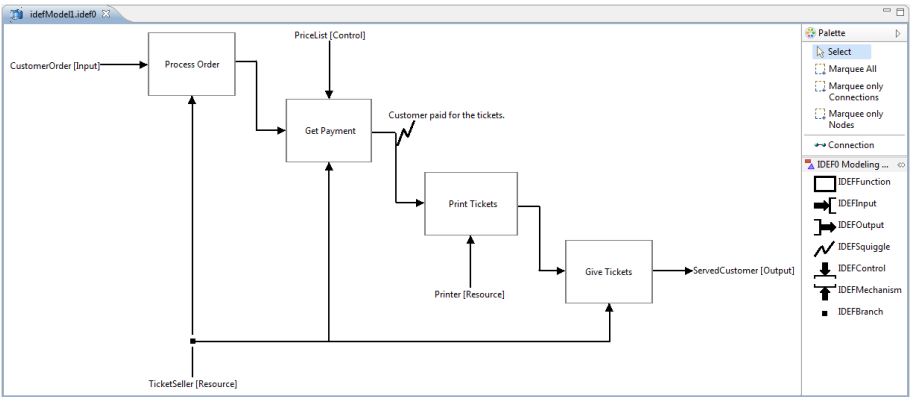 idefModel1.idef0
PriceList [Control]
CustomerOrder [Input]
Process Order
Customer paid for the tickets.
Get Payment
Print Tickets
Give Tickets
ServedCustomer [Output]
Printer [Resource]
TicketSeller [Resource]
Palette
Select
Marquee All
Marquee only
Connections
Marquee only
Nodes
Connection
IDEF0 Modeling ...
IDEFFunction
IDEFInput
IDEFOutput
IDEFSquiggle
IDEFControl
IDEFMechanism
IDEFBranch